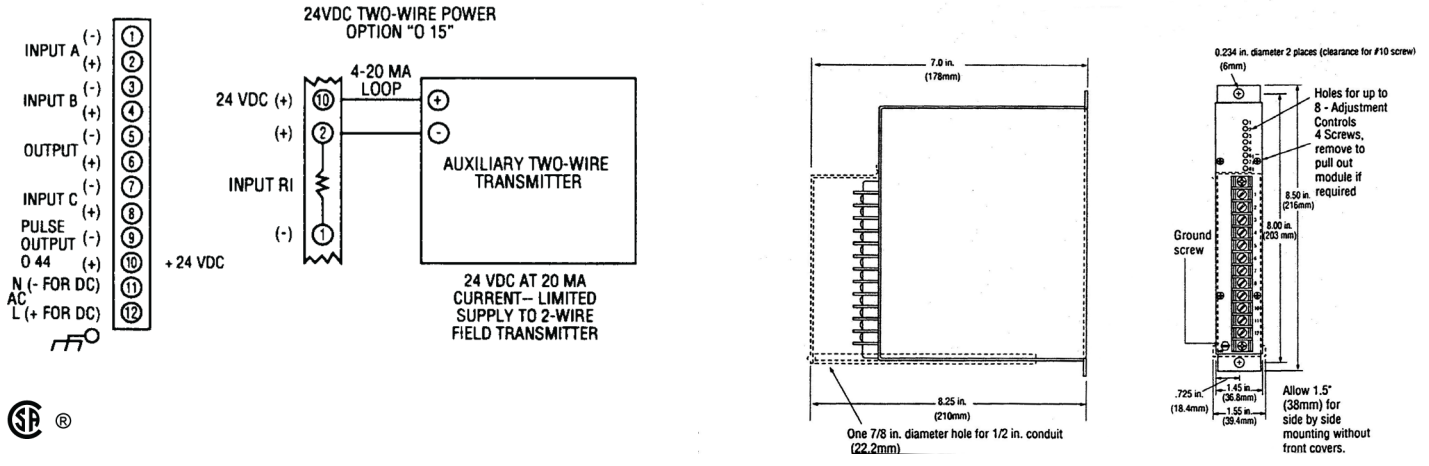 INPUT A (-) 1
(+) 2
INPUT B (-) 3
(+) 4
OUTPUT (-) 5
(+) 6
INPUT C (-) 7
(+) 8
PULSE
OUTPUT (-) 9
O 44 (+) 10 + 24 VDC
N (- FOR DC) 11
AC
L (+ FOR DC) 12
24VDC TWO-WIRE POWER
OPTION "O 15"
4-20 MA
LOOP
24 VDC (+) 10 +
(+) 2 -
INPUT RI
(-) 1
AUXILIARY TWO-WIRE
TRANSMITTER
24 VDC AT 20 MA
CURRENT-- LIMITED
SUPPLY TO 2-WIRE
FIELD TRANSMITTER
SA ®
7.0 in.
(178mm)
8.25 in.
(210mm)
One 7/8 in. diameter hole for 1/2 in. conduit
(22.2mm)
0.234 in. diameter 2 places (clearance for #10 screw)
(6mm)
Holes for up to
8 - Adjustment
Controls
4 Screws,
remove to
pull out
module if
required
8.50 in.
(216mm)
8.00 in.
(203 mm)
Ground
screw
.725 in.
(18.4mm)
1.45 in.
(36.8mm)
1.55 in.
(39.4mm)
Allow 1.5"
(38mm) for
side by side
mounting without
front covers.